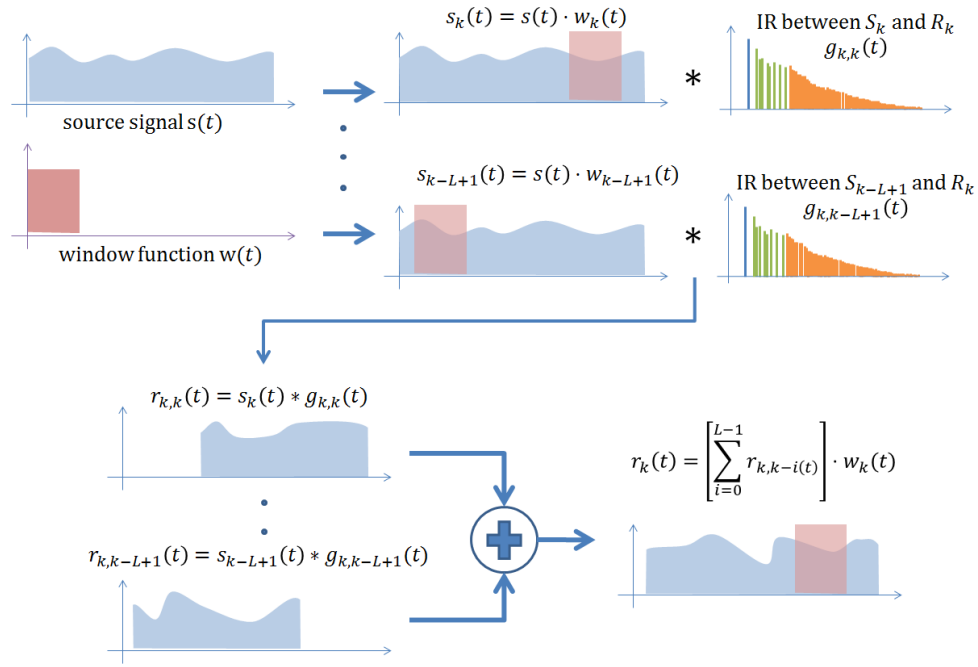 s_k(t) = s(t) · w_k(t)
IR between S_k and R_k
g_{k,k}(t)
*
source signal s(t)
s_{k−L+1}(t) = s(t) · w_{k−L+1}(t)
IR between S_{k−L+1} and R_k
g_{k,k−L+1}(t)
*
window function w(t)
r_{k,k}(t) = s_k(t) ∗ g_{k,k}(t)
r_k(t) = [∑_{i=0}^{L−1} r_{k,k−i(t)}] · w_k(t)
r_{k,k−L+1}(t) = s_{k−L+1}(t) ∗ g_{k,k−L+1}(t)